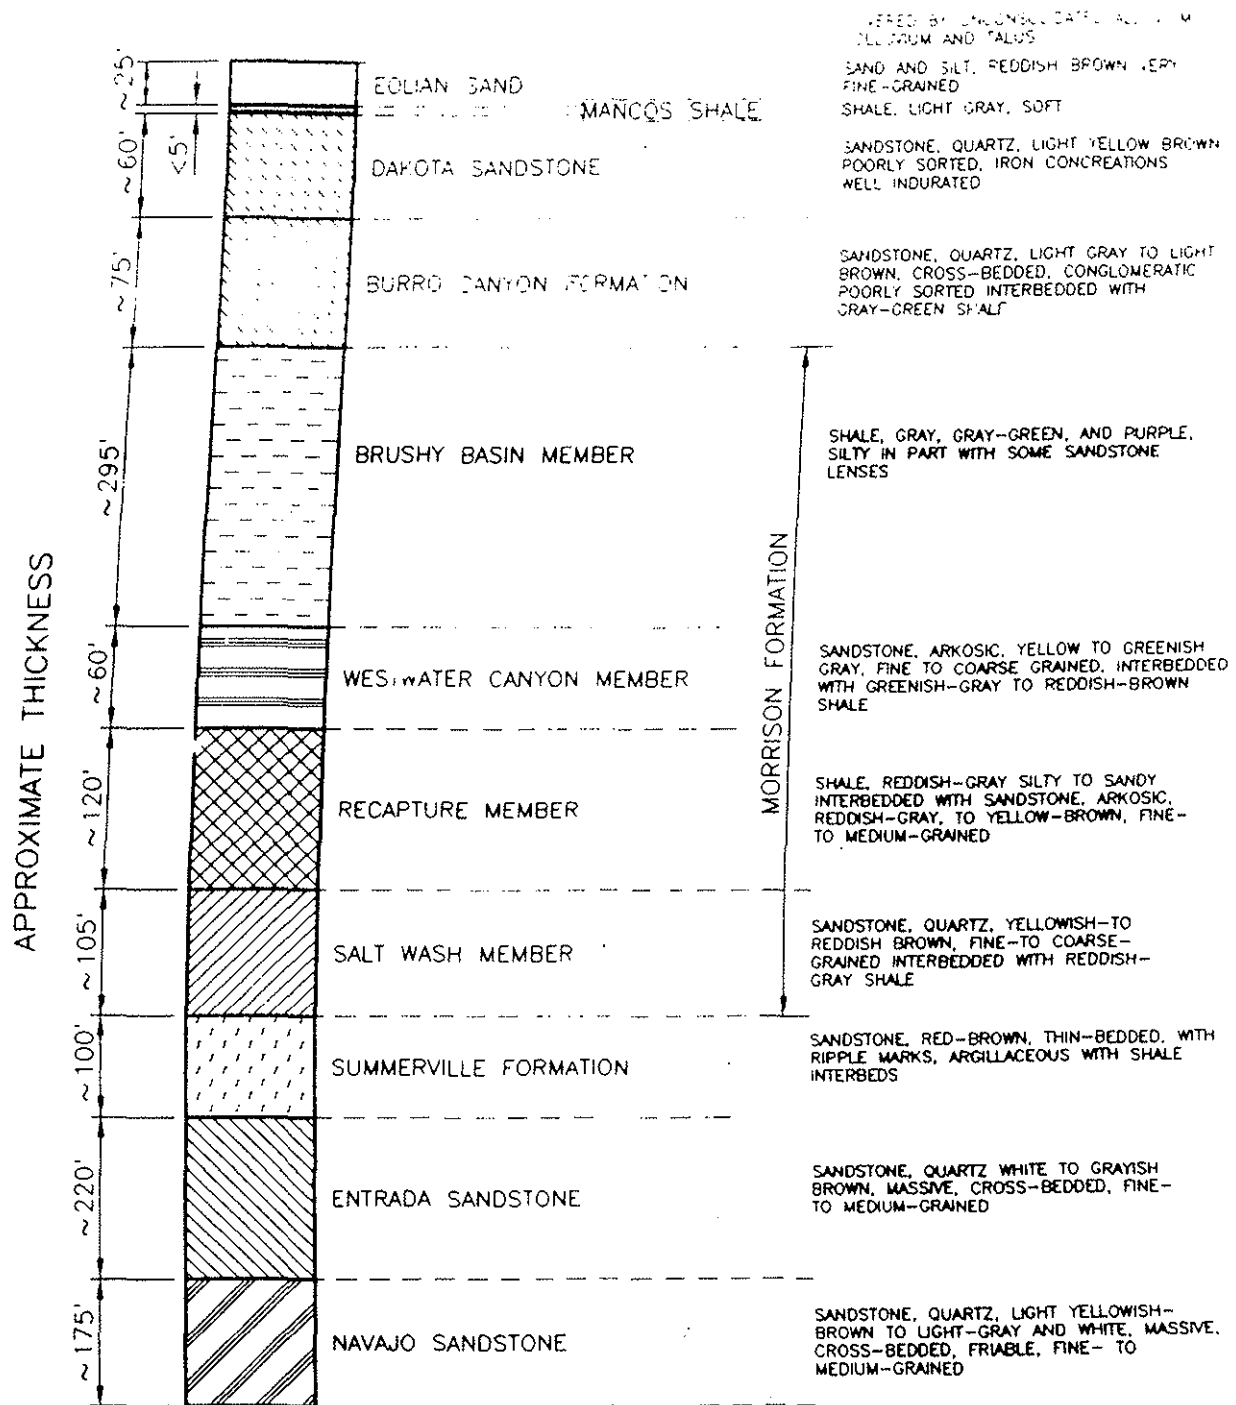 AND TALUS
~25'
EOLIAN SAND
SAND AND SILT, REDDISH BROWN VERY
FINE-GRAINED
<5'
MANCOS SHALE
SHALE, LIGHT GRAY, SOFT
~60'
DAKOTA SANDSTONE
SANDSTONE, QUARTZ, LIGHT YELLOW BROWN
POORLY SORTED, IRON CONCREATIONS
WELL INDURATED
~75'
BURRO CANYON FORMATION
SANDSTONE, QUARTZ, LIGHT GRAY TO LIGHT
BROWN, CROSS-BEDDED, CONGLOMERATIC
POORLY SORTED INTERBEDDED WITH
GRAY-GREEN SHALE
~295'
BRUSHY BASIN MEMBER
SHALE, GRAY, GRAY-GREEN, AND PURPLE,
SILTY IN PART WITH SOME SANDSTONE
LENSES
APPROXIMATE THICKNESS
MORRISON FORMATION
~60'
WESTWATER CANYON MEMBER
SANDSTONE, ARKOSIC, YELLOW TO GREENISH
GRAY, FINE TO COARSE GRAINED, INTERBEDDED
WITH GREENISH-GRAY TO REDDISH-BROWN
SHALE
~120'
RECAPTURE MEMBER
SHALE, REDDISH-GRAY SILTY TO SANDY
INTERBEDDED WITH SANDSTONE, ARKOSIC,
REDDISH-GRAY, TO YELLOW-BROWN, FINE-
TO MEDIUM-GRAINED
~105'
SALT WASH MEMBER
SANDSTONE, QUARTZ, YELLOWISH-TO
REDDISH BROWN, FINE-TO COARSE-
GRAINED INTERBEDDED WITH REDDISH-
GRAY SHALE
~100'
SUMMERVILLE FORMATION
SANDSTONE, RED-BROWN, THIN-BEDDED, WITH
RIPPLE MARKS, ARGILLACEOUS WITH SHALE
INTERBEDS
~220'
ENTRADA SANDSTONE
SANDSTONE, QUARTZ WHITE TO GRAYISH
BROWN, MASSIVE, CROSS-BEDDED, FINE-
TO MEDIUM-GRAINED
~175'
NAVAJO SANDSTONE
SANDSTONE, QUARTZ, LIGHT YELLOWISH-
BROWN TO LIGHT-GRAY AND WHITE, MASSIVE,
CROSS-BEDDED, FRIABLE, FINE- TO
MEDIUM-GRAINED